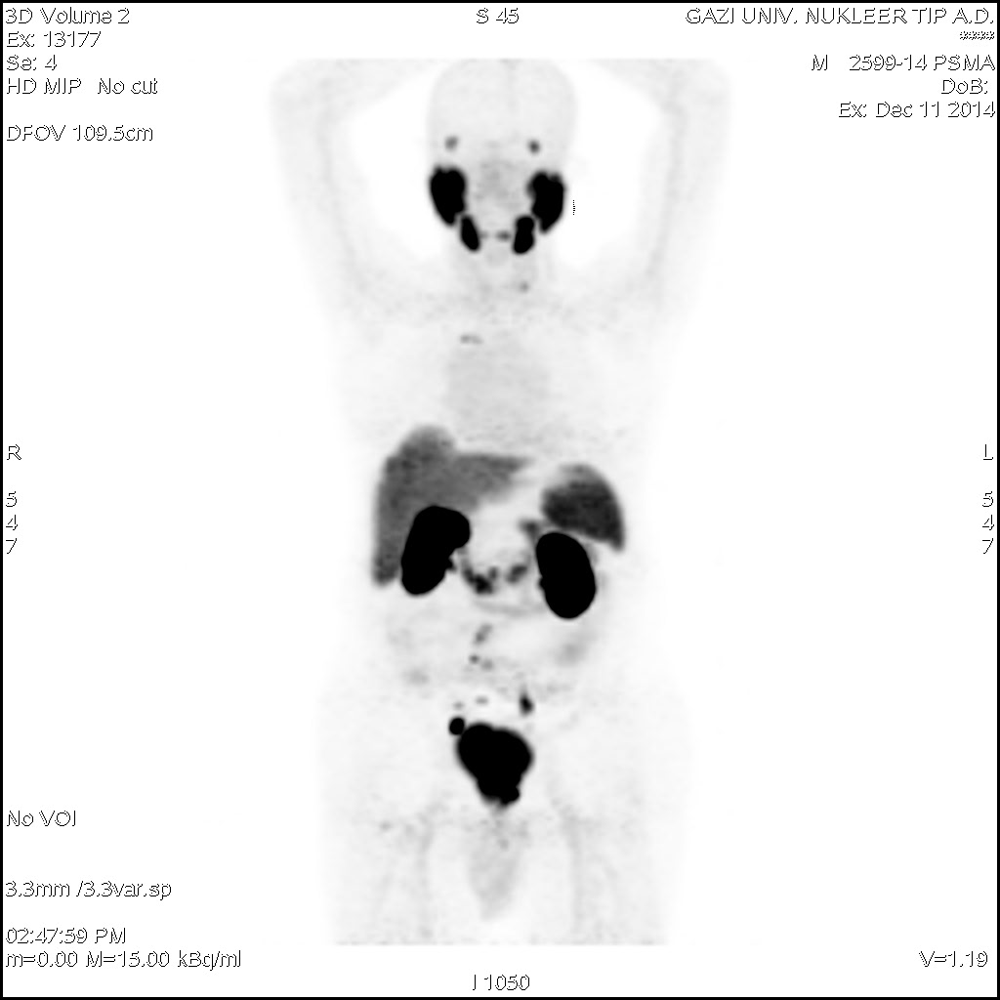 3D Volume 2
Ex: 13177
Se: 4
HD MIP No cut
DFOV 109.5cm
S 45
GAZI UNIV. NUKLEER TIP A.D.
****
M 2599-14 PSMA
DoB:
Ex: Dec 11 2014
R
L
5
4
7
5
4
7
No VOI
3.3mm /3.3var.sp
02:47:59 PM
m=0.00 M=15.00 kBq/ml
V=1.19
I 1050